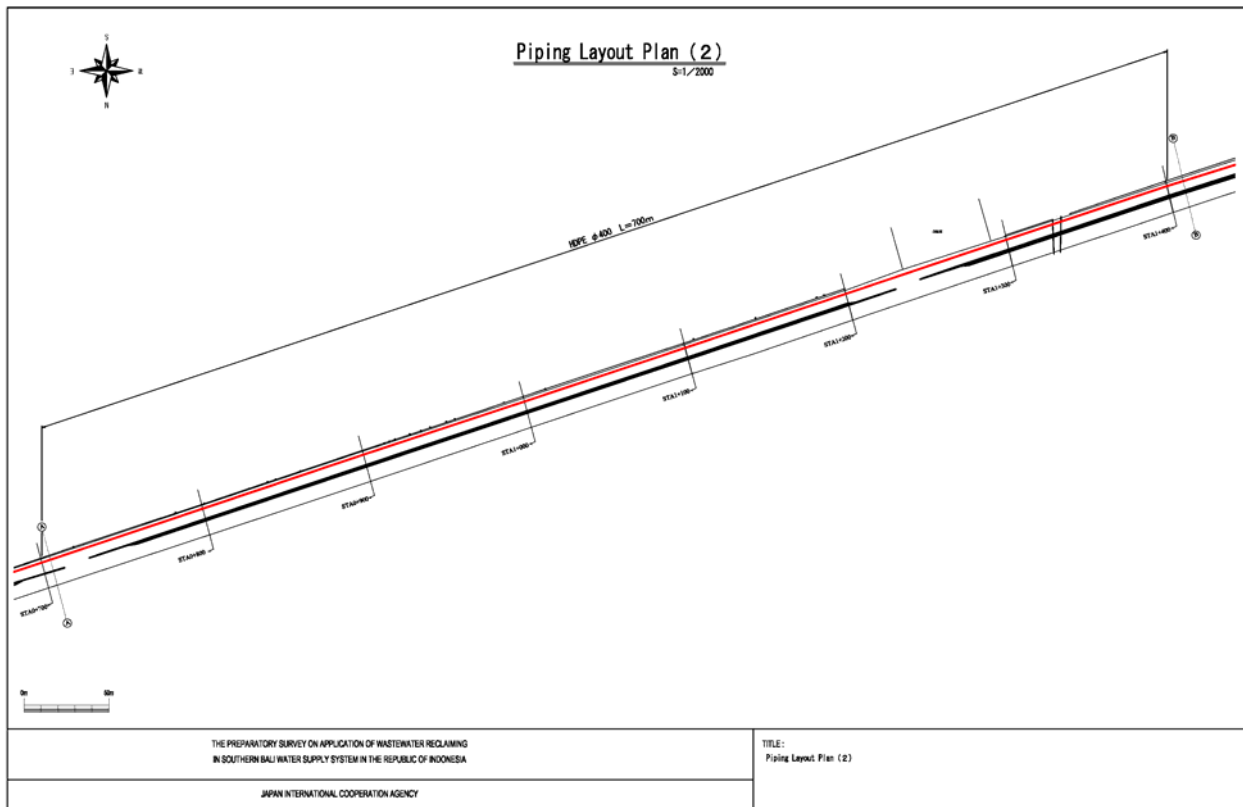 S
E
W
N
Piping Layout Plan (2)
S=1/2000
HDPE φ400 L=700m
STA0+700
STA0+800
STA0+900
STA1+000
STA1+100
STA1+200
STA1+300
STA1+400
A
A
B
B
0m 50m
THE PREPARATORY SURVEY ON APPLICATION OF WASTEWATER RECLAIMING
IN SOUTHERN BALI WATER SUPPLY SYSTEM IN THE REPUBLIC OF INDONESIA
JAPAN INTERNATIONAL COOPERATION AGENCY
TITLE:
Piping Layout Plan (2)